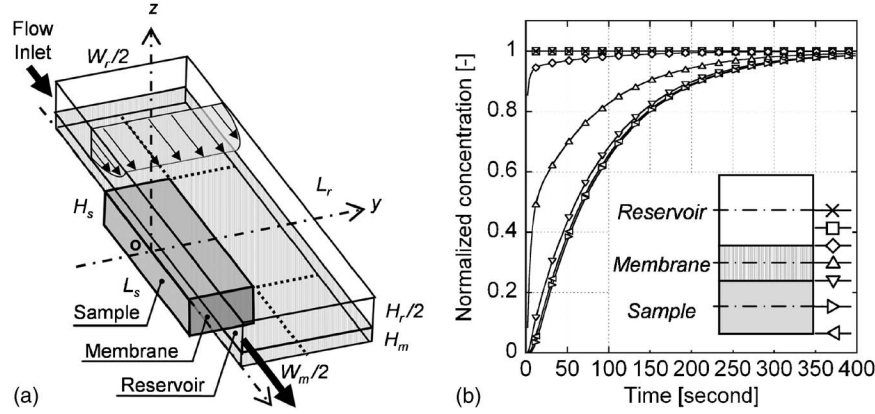 Flow
Inlet
z
W_r/2
L_r
y
H_s
o
L_s
Sample
Membrane
Reservoir
W_m/2
H_r/2
H_m
(a)
Normalized concentration [-]
1
0.8
0.6
0.4
0.2
0
0 50 100 150 200 250 300 350 400
Time [second]
Reservoir
Membrane
Sample
(b)